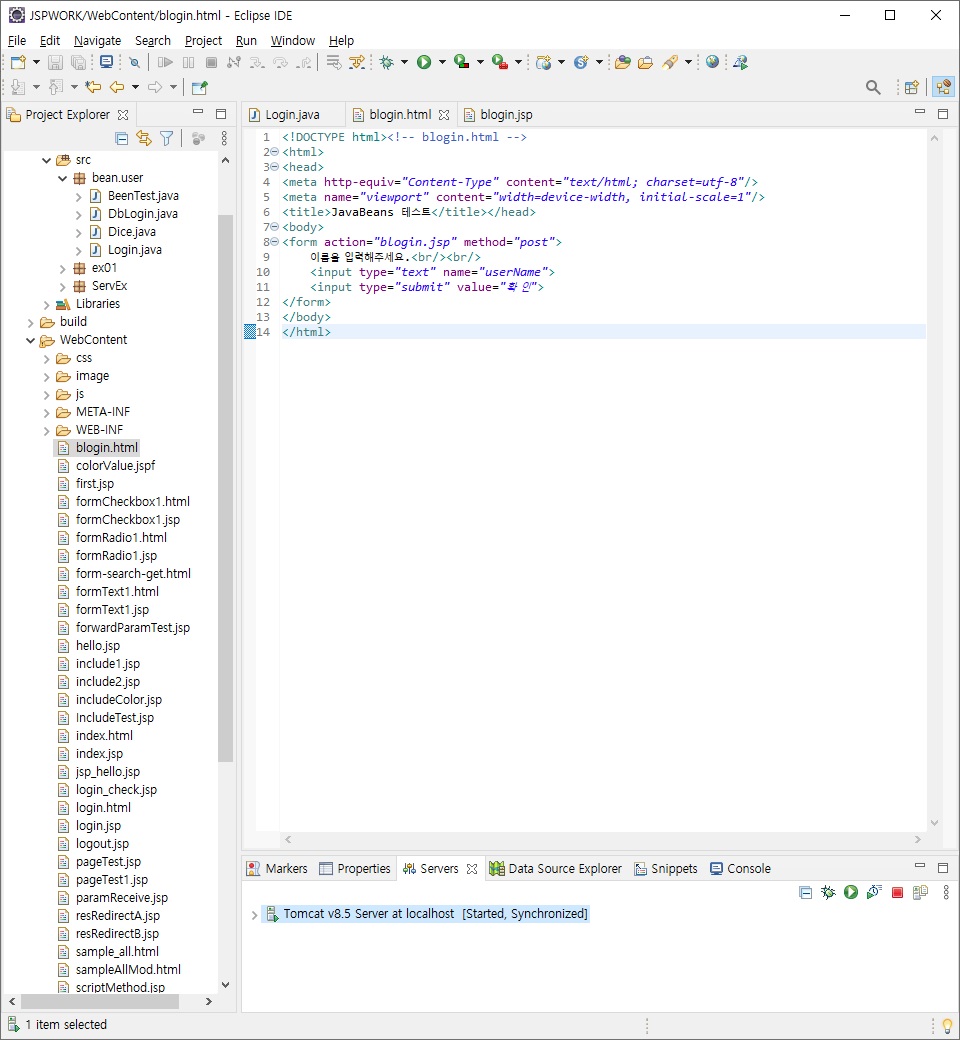 JSPWORK/WebContent/blogin.html - Eclipse IDE
File Edit Navigate Search Project Run Window Help
Project Explorer
src
bean.user
BeenTest.java
DbLogin.java
Dice.java
Login.java
ex01
ServEx
Libraries
build
WebContent
css
image
js
META-INF
WEB-INF
blogin.html
colorValue.jspf
first.jsp
formCheckbox1.html
formCheckbox1.jsp
formRadio1.html
formRadio1.jsp
form-search-get.html
formText1.html
formText1.jsp
forwardParamTest.jsp
hello.jsp
include1.jsp
include2.jsp
includeColor.jsp
IncludeTest.jsp
index.html
index.jsp
jsp_hello.jsp
login_check.jsp
login.html
login.jsp
logout.jsp
pageTest.jsp
pageTest1.jsp
paramReceive.jsp
resRedirectA.jsp
resRedirectB.jsp
sample_all.html
sampleAllMod.html
scriptMethod.jsp
Login.java blogin.html blogin.jsp
1 <!DOCTYPE html><!-- blogin.html -->
2 <html>
3 <head>
4 <meta http-equiv="Content-Type" content="text/html; charset=utf-8"/>
5 <meta name="viewport" content="width=device-width, initial-scale=1"/>
6 <title>JavaBeans 테스트</title></head>
7 <body>
8 <form action="blogin.jsp" method="post">
9 이름을 입력해주세요.<br/><br/>
10 <input type="text" name="userName">
11 <input type="submit" value="확 인">
12 </form>
13 </body>
14 </html>
Markers Properties Servers Data Source Explorer Snippets Console
Tomcat v8.5 Server at localhost [Started, Synchronized]
1 item selected